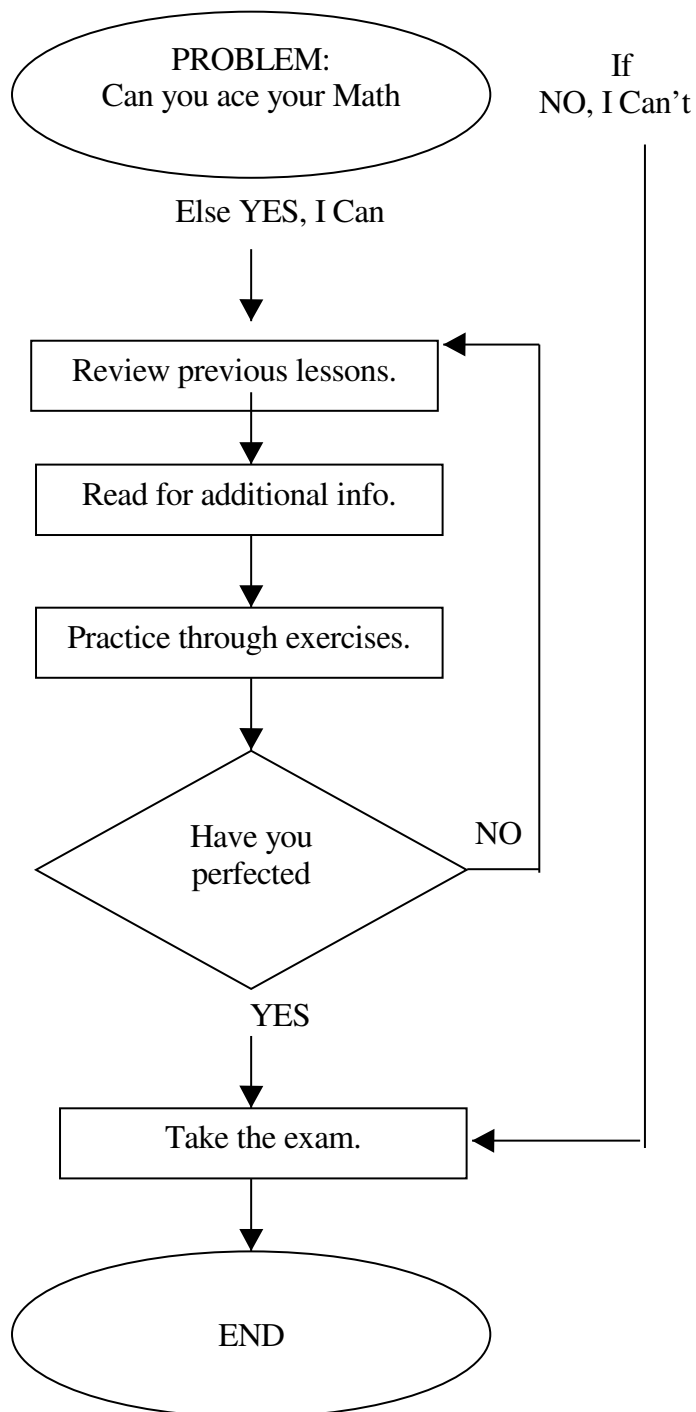 PROBLEM:
Can you ace your Math
If
NO, I Can't
Else YES, I Can
Review previous lessons.
Read for additional info.
Practice through exercises.
Have you
perfected
NO
YES
Take the exam.
END